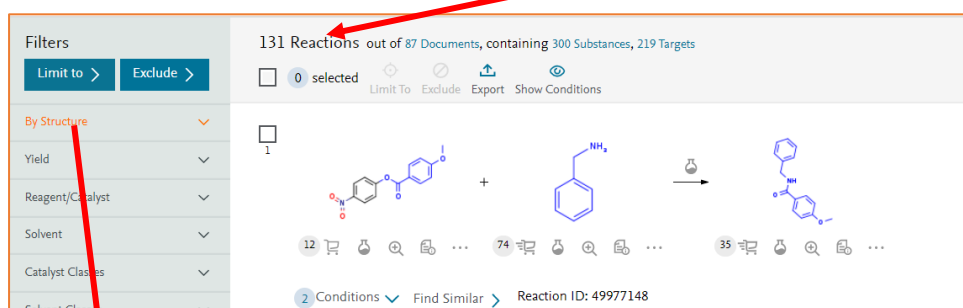 Filters
Limit to >
Exclude >
By Structure
Yield
Reagent/Catalyst
Solvent
Catalyst Classes
131 Reactions out of 87 Documents, containing 300 Substances, 219 Targets
0 selected
Limit To Exclude Export Show Conditions
1
O
O
O
N
O
O
+
NH₂
NH
O
O
12 ... 74 ... 35 ...
2 Conditions Find Similar > Reaction ID: 49977148